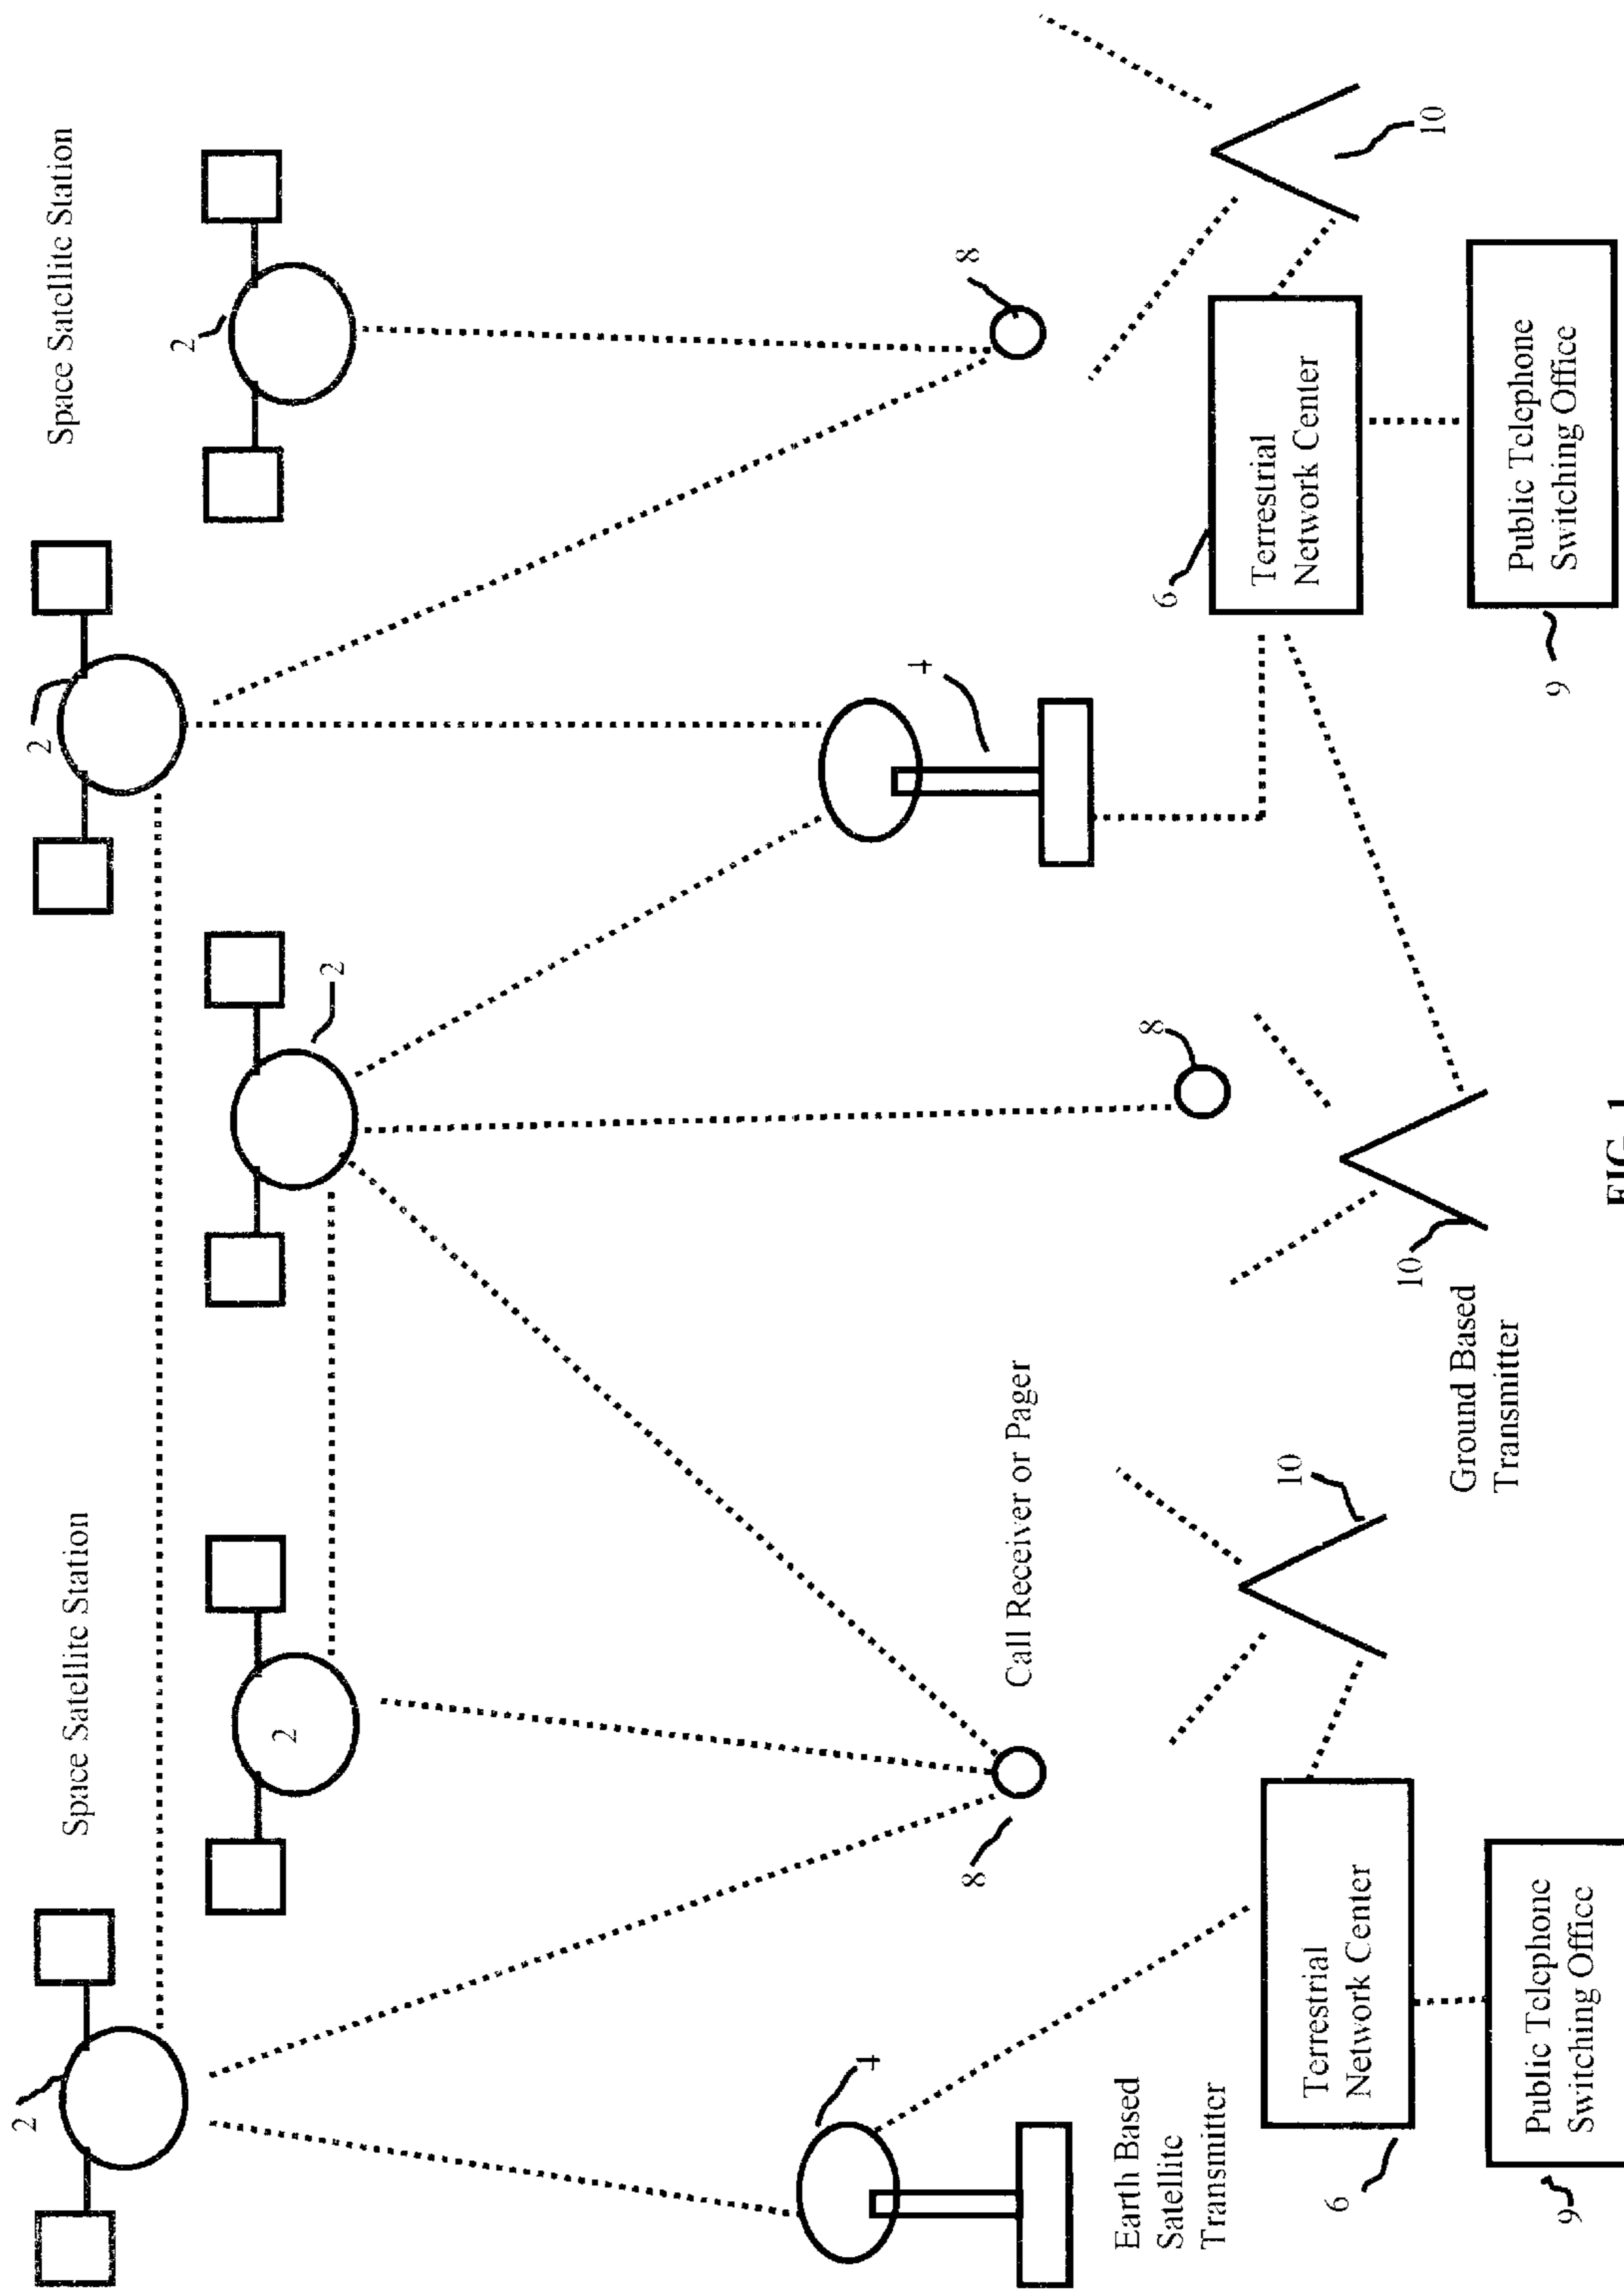 Space Satellite Station
Space Satellite Station
2
2
2
2
2
4
4
8
8
8
Call Receiver or Pager
Earth Based
Satellite
Transmitter
10
10
10
Ground Based
Transmitter
6
Terrestrial
Network Center
6
Terrestrial
Network Center
9
Public Telephone
Switching Office
9
Public Telephone
Switching Office
FIG 1